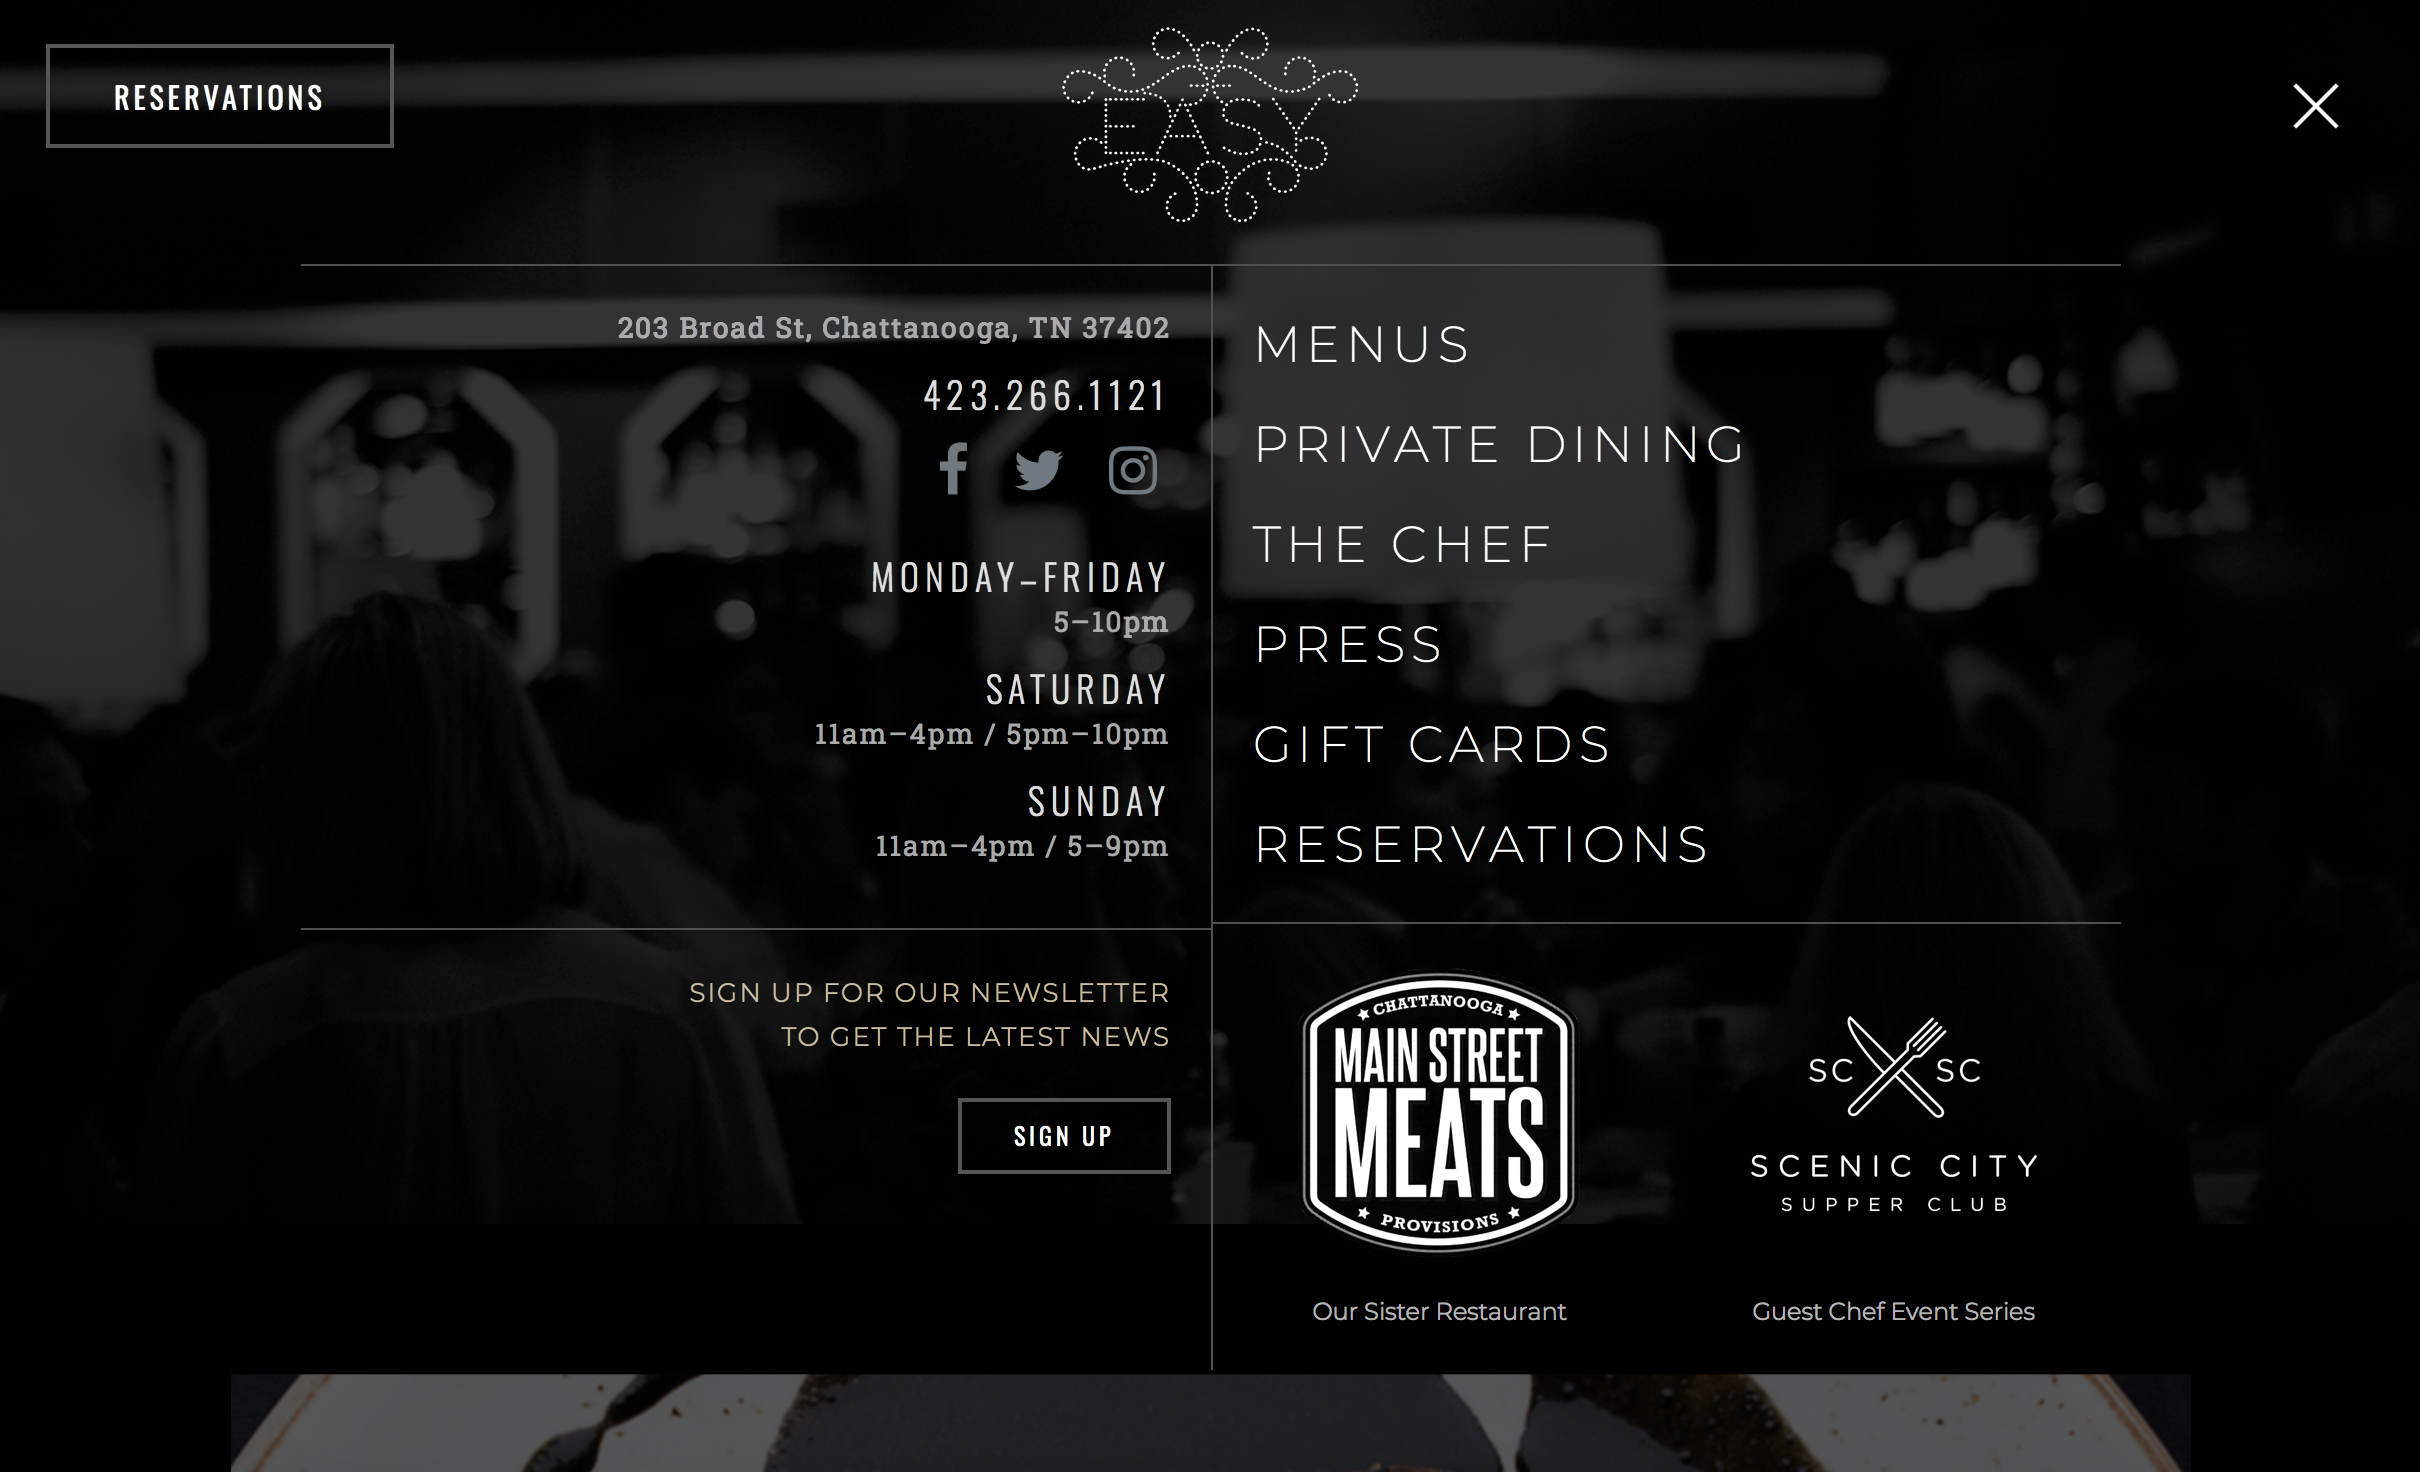 RESERVATIONS
EASY
203 Broad St, Chattanooga, TN 37402
423.266.1121
MONDAY–FRIDAY
5–10pm
SATURDAY
11am–4pm / 5pm–10pm
SUNDAY
11am–4pm / 5–9pm
SIGN UP FOR OUR NEWSLETTER
TO GET THE LATEST NEWS
SIGN UP
MENUS
PRIVATE DINING
THE CHEF
PRESS
GIFT CARDS
RESERVATIONS
CHATTANOOGA
MAIN STREET
MEATS
PROVISIONS
Our Sister Restaurant
SC SC
SCENIC CITY
SUPPER CLUB
Guest Chef Event Series